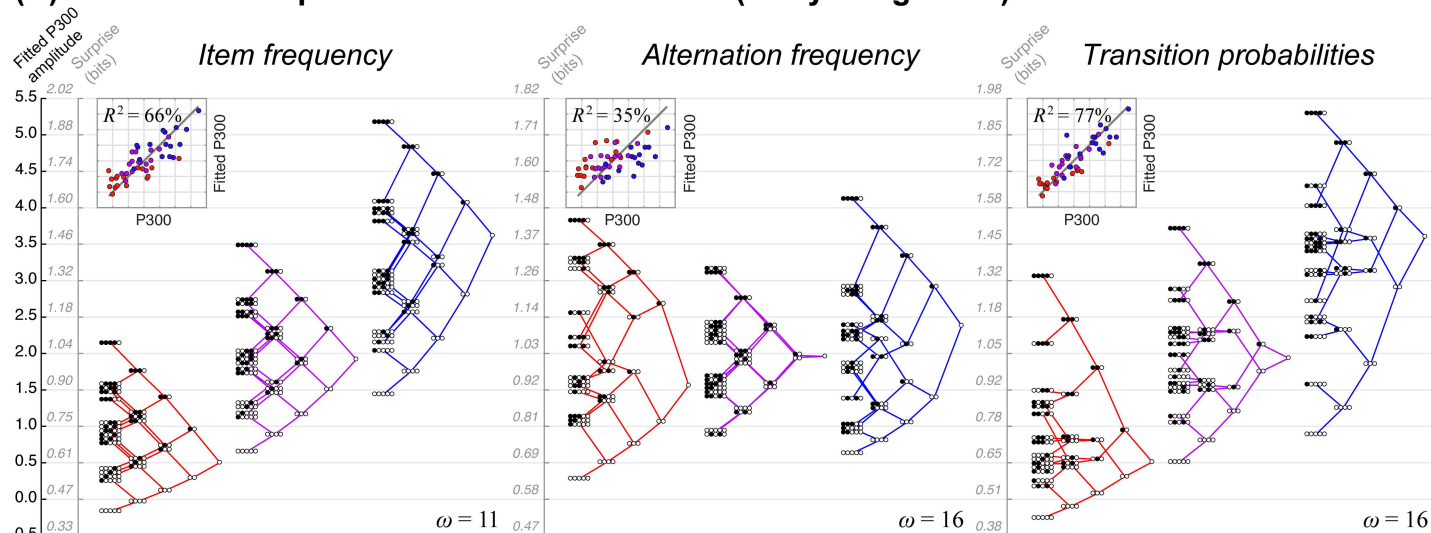 Fitted P300 amplitude
Surprise (bits)
Item frequency
Surprise (bits)
Alternation frequency
Surprise (bits)
Transition probabilities
5.5 2.02
5.0 1.88
4.5 1.74
4.0 1.60
3.5 1.46
3.0 1.32
2.5 1.18
2.0 1.04
1.5 0.90
1.0 0.75
0.5 0.61
0.0 0.47
0.33
R² = 66%
Fitted P300
P300
ω = 11
1.82
1.71
1.60
1.48
1.37
1.26
1.14
1.03
0.92
0.81
0.69
0.58
0.47
R² = 35%
Fitted P300
P300
ω = 16
1.98
1.85
1.72
1.58
1.45
1.32
1.18
1.05
0.92
0.78
0.65
0.51
0.38
R² = 77%
Fitted P300
P300
ω = 16